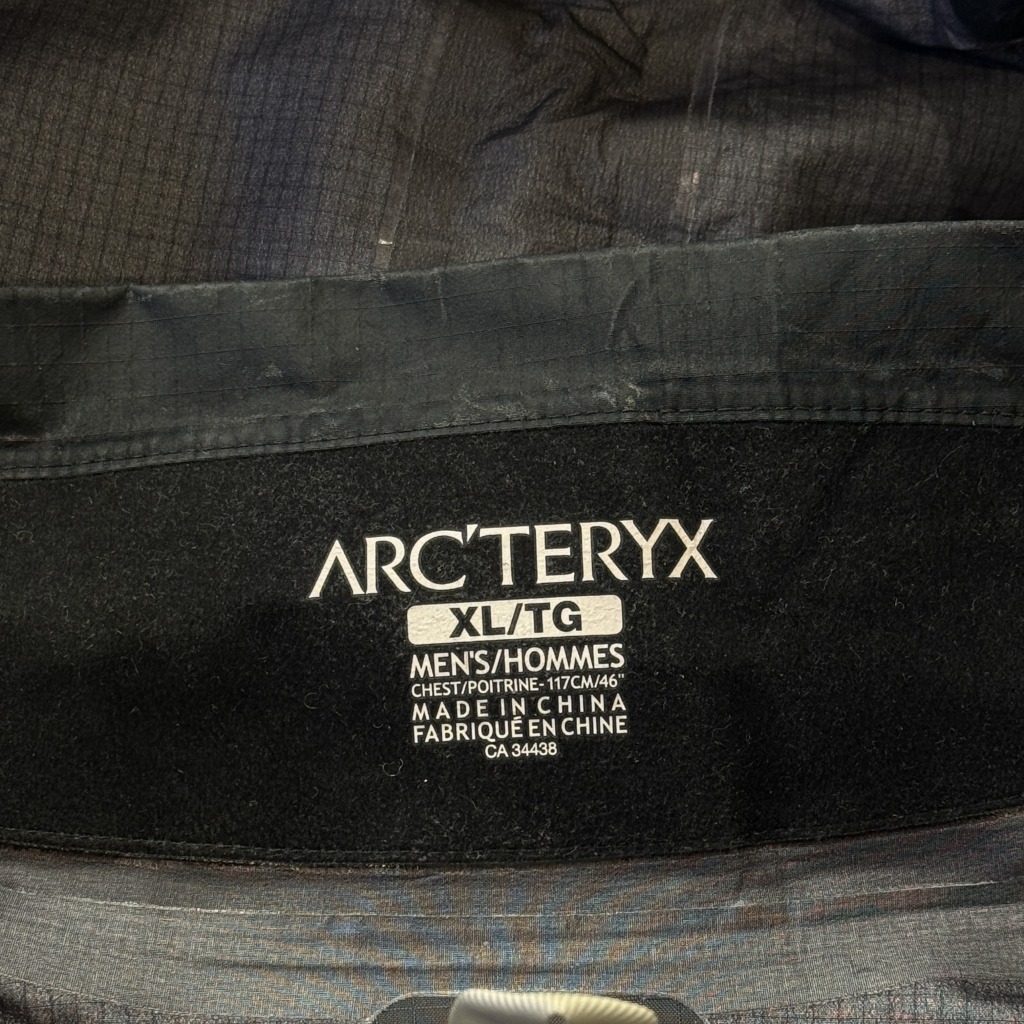 ARC'TERYX
XL/TG
MEN'S/HOMMES
CHEST/POITRINE- 117CM/46"
MADE IN CHINA
FABRIQUÉ EN CHINE
CA 34438